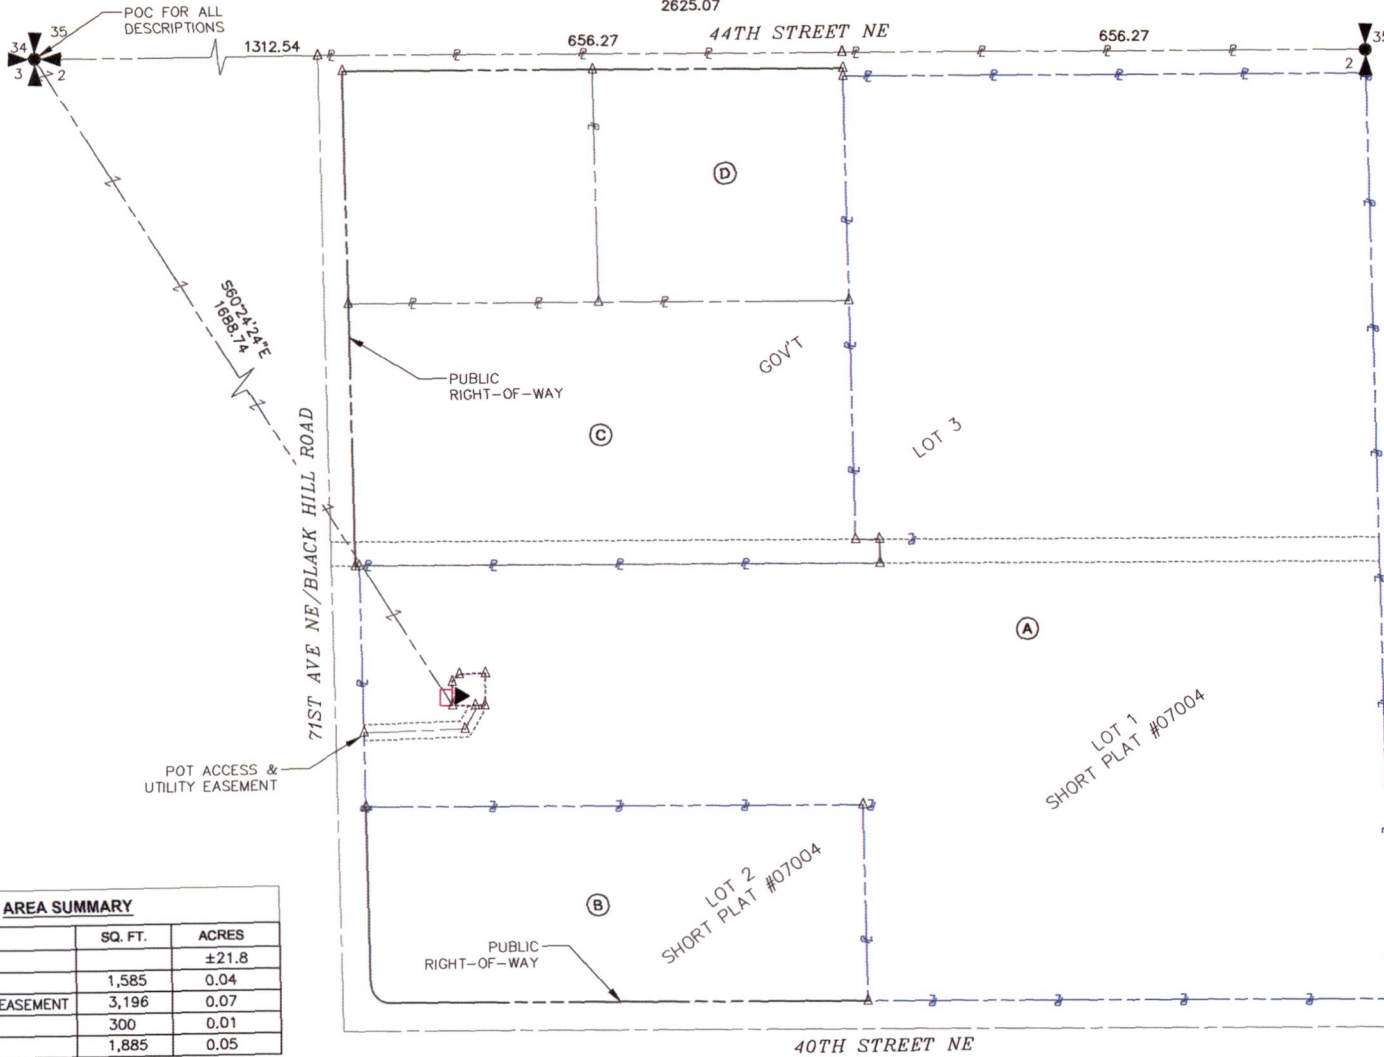 2625.07
POC FOR ALL
DESCRIPTIONS
34
35
3
2
1312.54
656.27
44TH STREET NE
656.27
35
2
D
S60°24'24"E
1688.74
PUBLIC
RIGHT-OF-WAY
GOV'T
LOT 3
C
71ST AVE NE/BLACK HILL ROAD
A
POT ACCESS &
UTILITY EASEMENT
LOT 1
SHORT PLAT #07004
LOT 2
SHORT PLAT #07004
B
PUBLIC
RIGHT-OF-WAY
40TH STREET NE
AREA SUMMARY
SQ. FT. ACRES
±21.8
1,585 0.04
EASEMENT 3,196 0.07
300 0.01
1,885 0.05